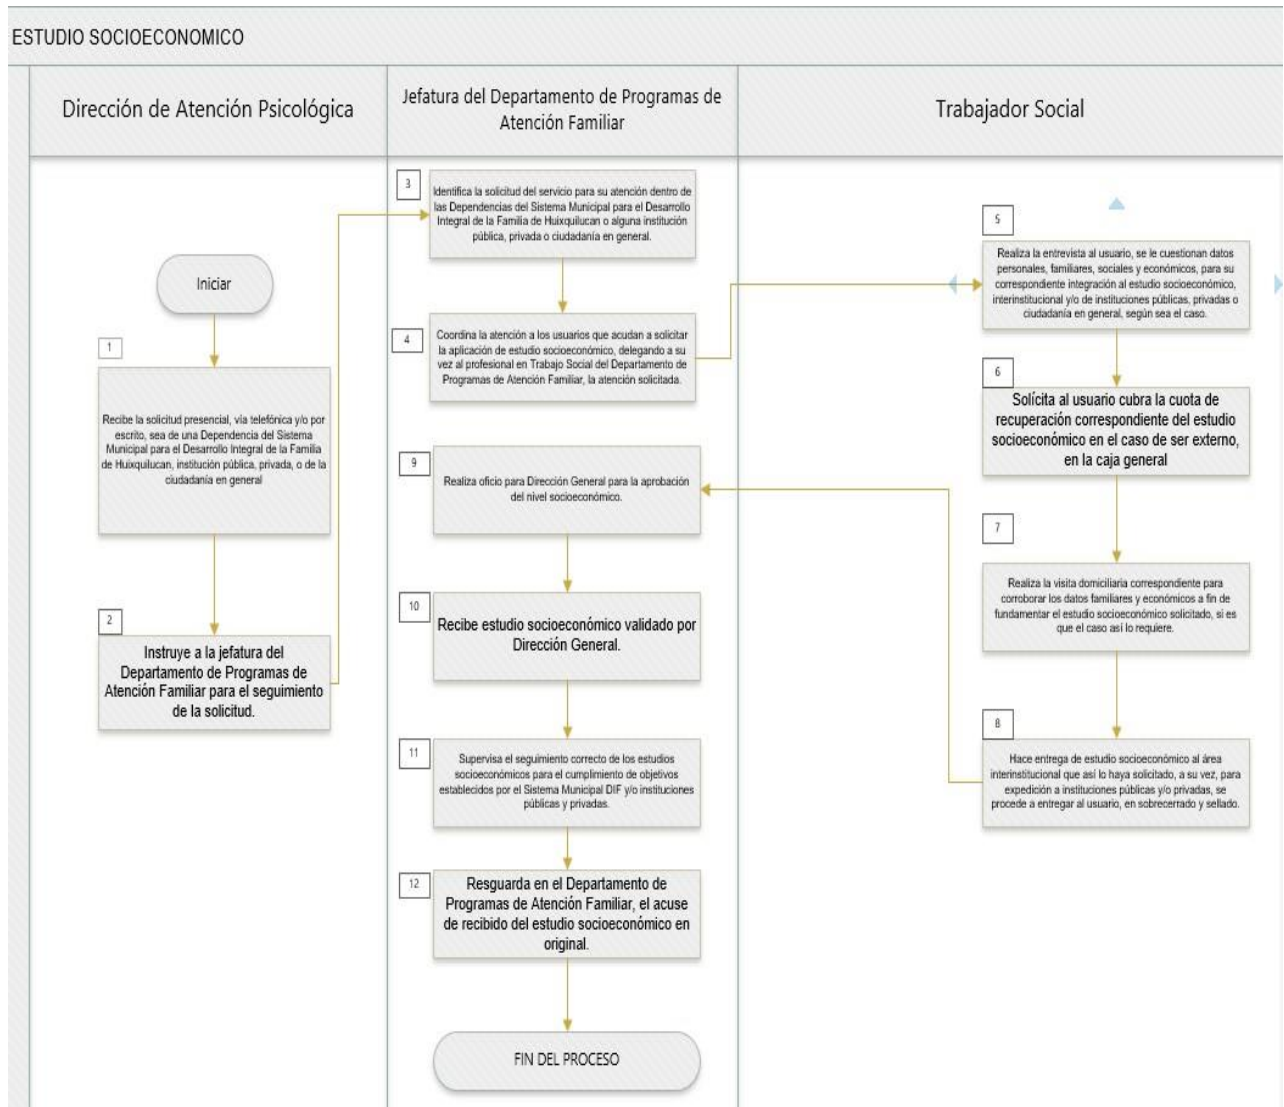 ESTUDIO SOCIOECONOMICO
Dirección de Atención Psicológica
Jefatura del Departamento de Programas de
Atención Familiar
Trabajador Social
Iniciar
1
Recibe la solicitud presencial, vía telefónica y/o por
escrito, sea de una Dependencia del Sistema
Municipal para el Desarrollo Integral de la Familia
de Huixquilucan, institución pública, privada, o de la
ciudadanía en general
2
Instruye a la jefatura del
Departamento de Programas de
Atención Familiar para el seguimiento
de la solicitud.
3
Identifica la solicitud del servicio para su atención dentro de
las Dependencias del Sistema Municipal para el Desarrollo
Integral de la Familia de Huixquilucan o alguna institución
pública, privada o ciudadanía en general.
4
Coordina la atención a los usuarios que acudan a solicitar
la aplicación de estudio socioeconómico, delegando a su
vez al profesional en Trabajo Social del Departamento de
Programas de Atención Familiar, la atención solicitada.
5
Realiza la entrevista al usuario, se le cuestionan datos
personales, familiares, sociales y económicos, para su
correspondiente integración al estudio socioeconómico,
interinstitucional y/o de instituciones públicas, privadas o
ciudadanía en general, según sea el caso.
6
Solícita al usuario cubra la cuota de
recuperación correspondiente del estudio
socioeconómico en el caso de ser externo,
en la caja general
7
Realiza la visita domiciliaria correspondiente para
corroborar los datos familiares y económicos a fin de
fundamentar el estudio socioeconómico solicitado, si es
que el caso así lo requiere.
8
Hace entrega de estudio socioeconómico al área
interinstitucional que así lo haya solicitado, a su vez, para
expedición a instituciones públicas y/o privadas, se
procede a entregar al usuario, en sobrecerrado y sellado.
9
Realiza oficio para Dirección General para la aprobación
del nivel socioeconómico.
10
Recibe estudio socioeconómico validado por
Dirección General.
11
Supervisa el seguimiento correcto de los estudios
socioeconómicos para el cumplimiento de objetivos
establecidos por el Sistema Municipal DIF y/o instituciones
públicas y privadas.
12
Resguarda en el Departamento de
Programas de Atención Familiar, el acuse
de recibido del estudio socioeconómico en
original.
FIN DEL PROCESO